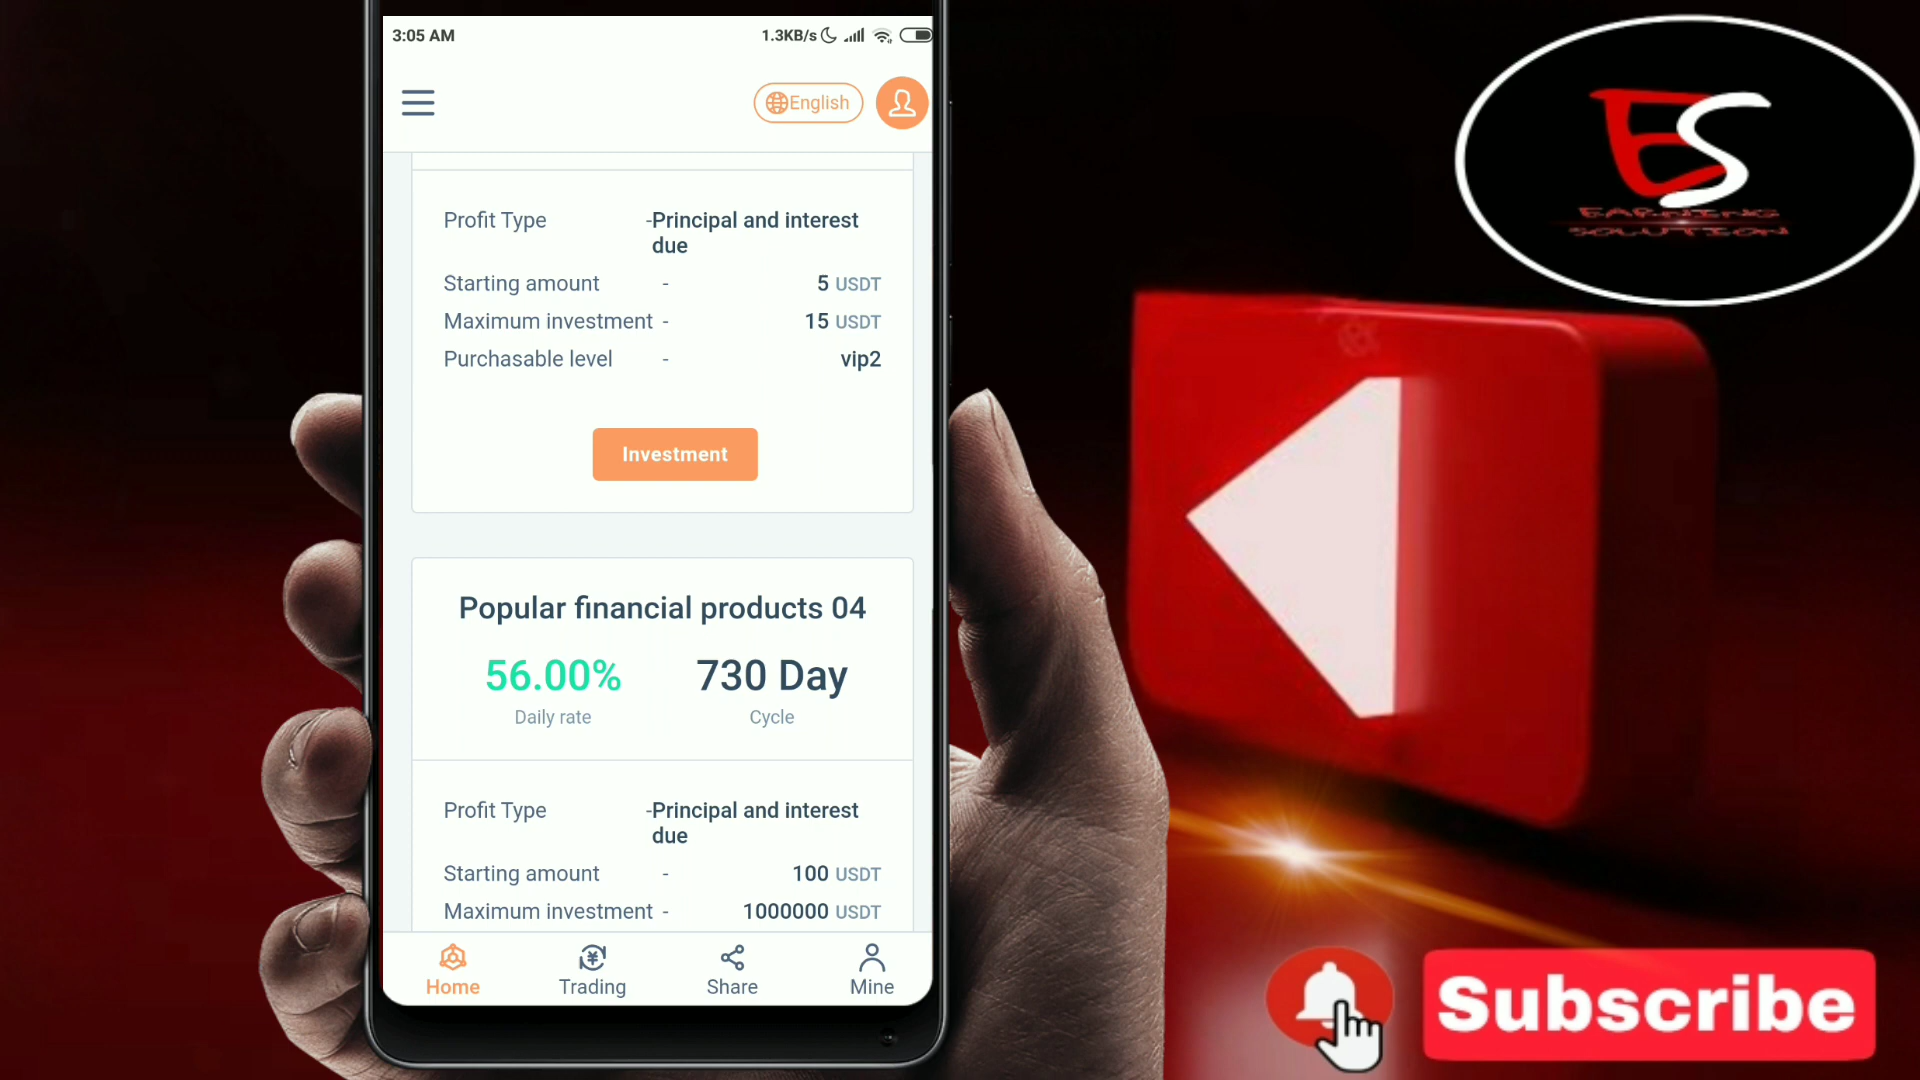 3:05 AM
1.3KB/s
English
Profit Type -Principal and interest due
Starting amount - 5 USDT
Maximum investment - 15 USDT
Purchasable level - vip2
Investment
Popular financial products 04
56.00% 730 Day
Daily rate Cycle
Profit Type -Principal and interest due
Starting amount - 100 USDT
Maximum investment - 1000000 USDT
Home Trading Share Mine
ES
EARNING
SOLUTION
Subscribe